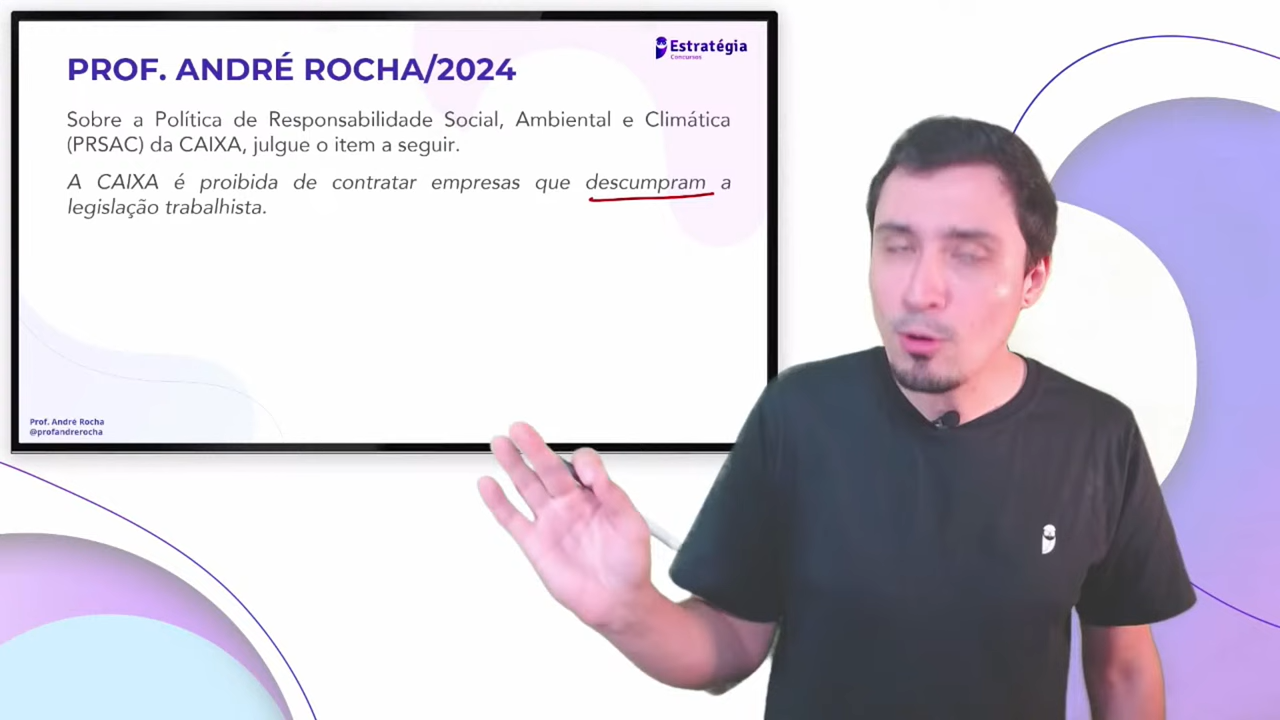 Estratégia
Concursos
PROF. ANDRÉ ROCHA/2024
Sobre a Política de Responsabilidade Social, Ambiental e Climática
(PRSAC) da CAIXA, julgue o item a seguir.
A CAIXA é proibida de contratar empresas que descumpram a
legislação trabalhista.
Prof. André Rocha
@profandrerocha